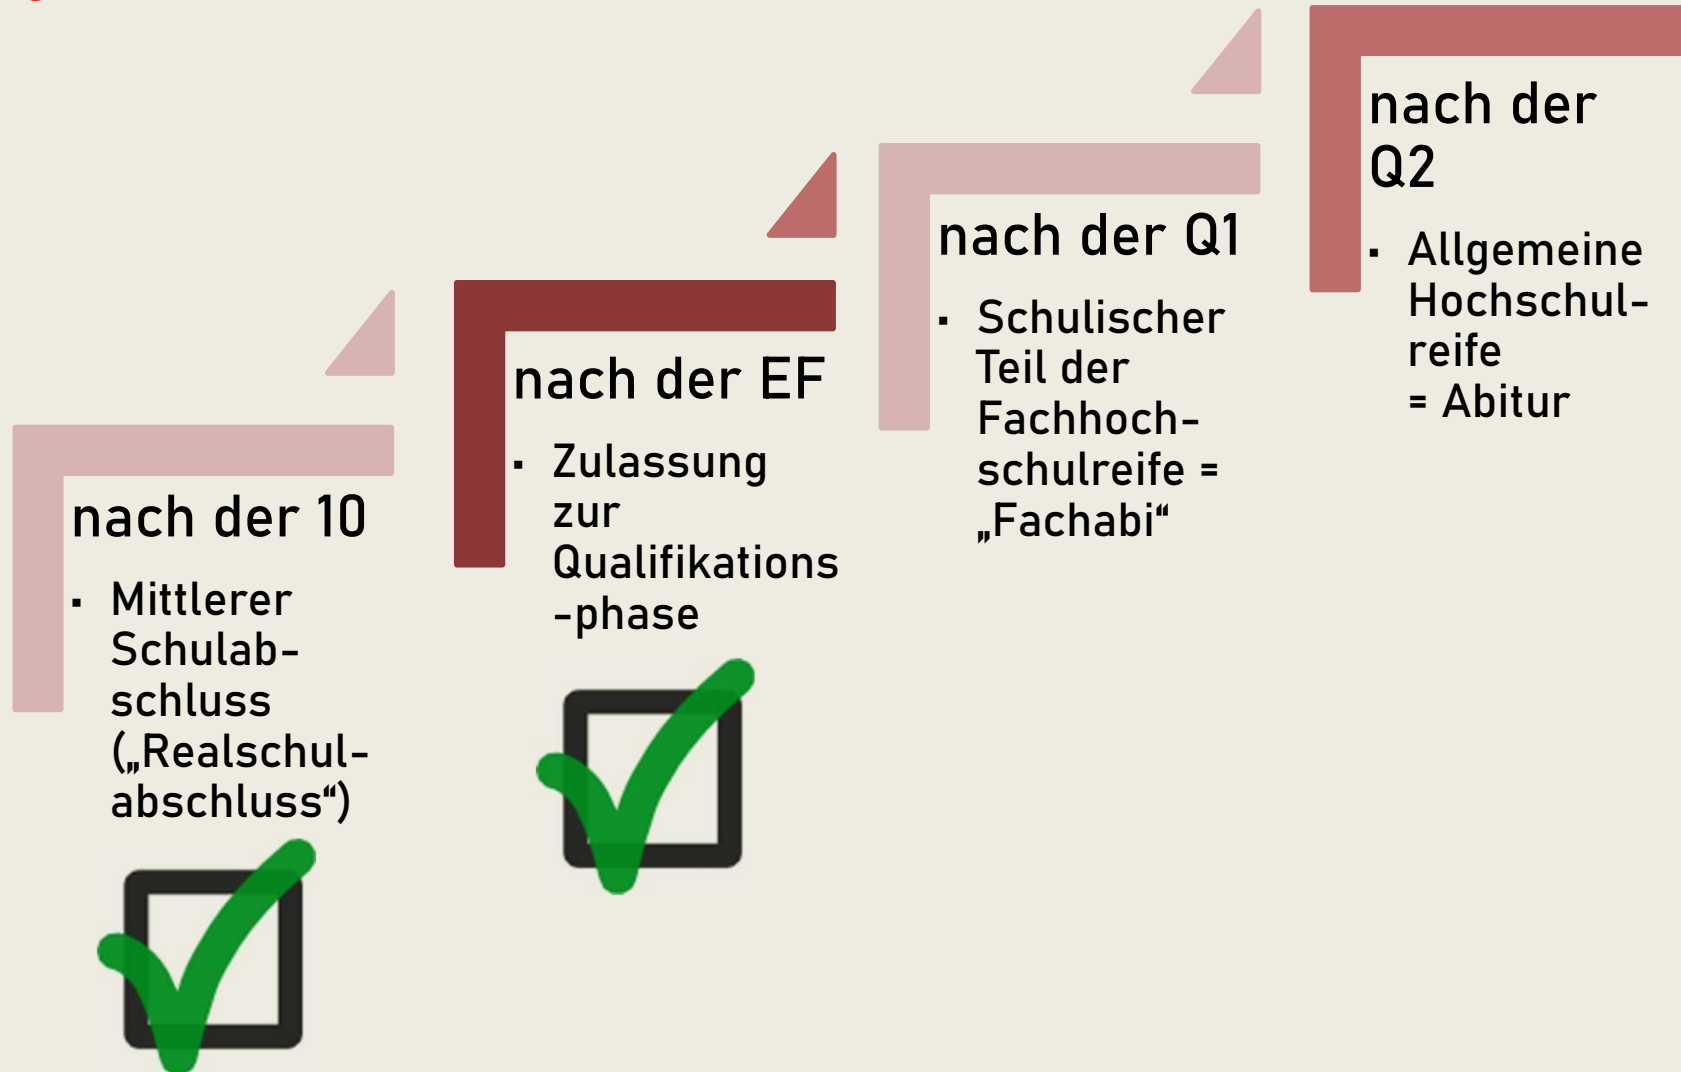 nach der 10
▪ Mittlerer
Schulab-
schluss
(„Realschul-
abschluss“)
nach der EF
▪ Zulassung
zur
Qualifikations
-phase
nach der Q1
▪ Schulischer
Teil der
Fachhoch-
schulreife =
„Fachabi“
nach der
Q2
▪ Allgemeine
Hochschul-
reife
= Abitur